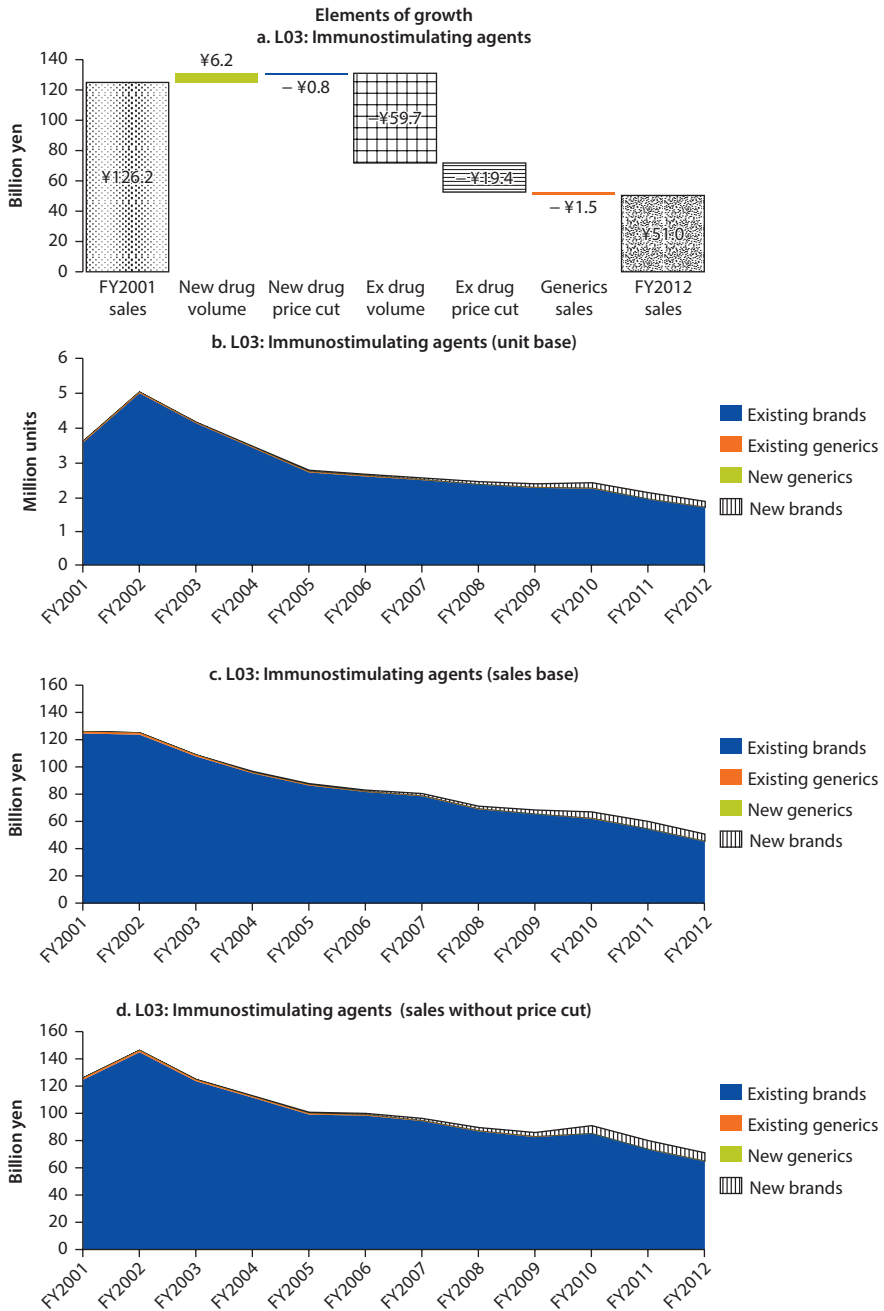 Elements of growth
a. L03: Immunostimulating agents
Billion yen
140
120
100
80
60
40
20
0
¥126.2
¥6.2
– ¥0.8
–¥59.7
– ¥19.4
– ¥1.5
¥51.0
FY2001 sales
New drug volume
New drug price cut
Ex drug volume
Ex drug price cut
Generics sales
FY2012 sales
b. L03: Immunostimulating agents (unit base)
Million units
6
5
4
3
2
1
0
FY2001
FY2002
FY2003
FY2004
FY2005
FY2006
FY2007
FY2008
FY2009
FY2010
FY2011
FY2012
Existing brands
Existing generics
New generics
New brands
c. L03: Immunostimulating agents (sales base)
Billion yen
160
140
120
100
80
60
40
20
0
FY2001
FY2002
FY2003
FY2004
FY2005
FY2006
FY2007
FY2008
FY2009
FY2010
FY2011
FY2012
Existing brands
Existing generics
New generics
New brands
d. L03: Immunostimulating agents (sales without price cut)
Billion yen
160
140
120
100
80
60
40
20
0
FY2001
FY2002
FY2003
FY2004
FY2005
FY2006
FY2007
FY2008
FY2009
FY2010
FY2011
FY2012
Existing brands
Existing generics
New generics
New brands